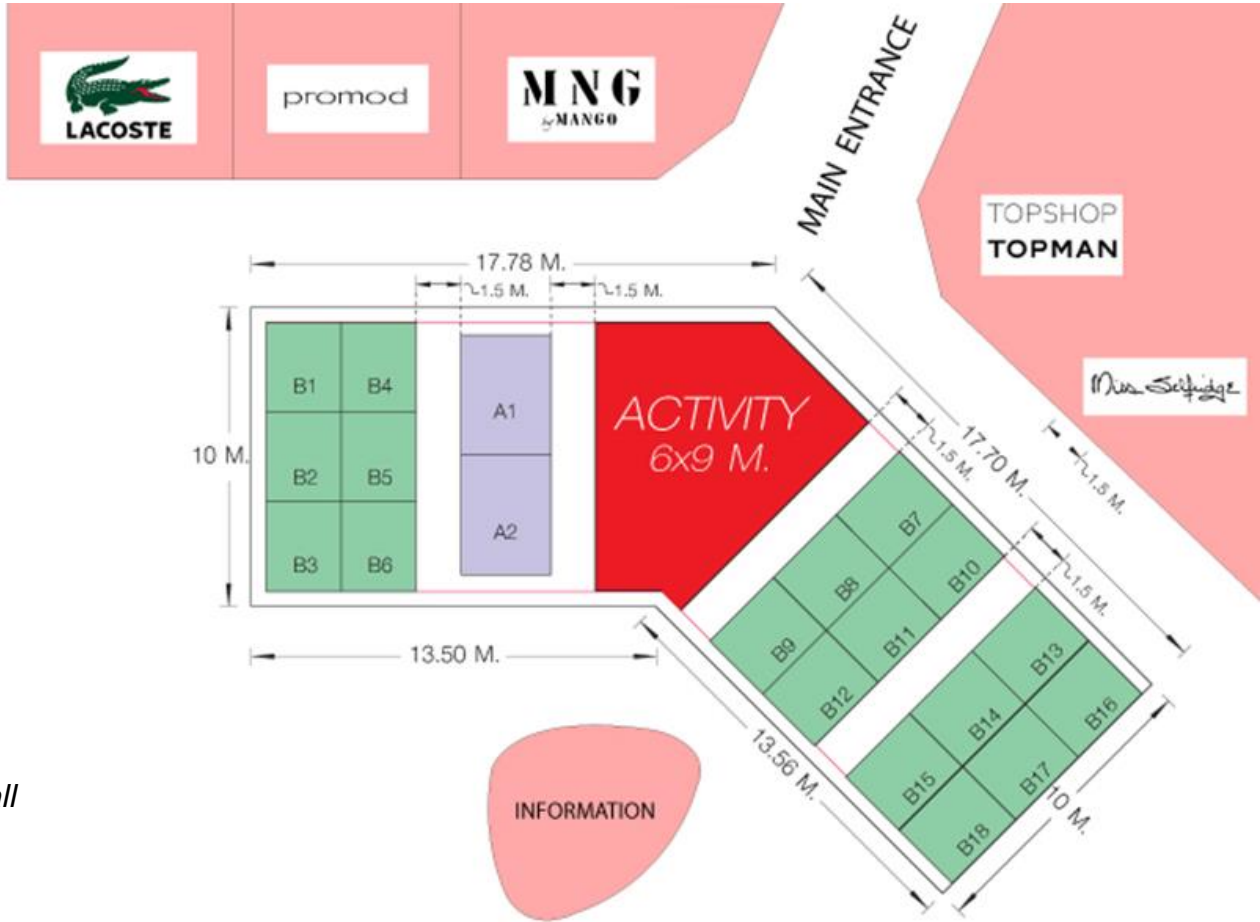 LACOSTE
promod
MNG
by MANGO
MAIN ENTRANCE
TOPSHOP
TOPMAN
Miss Selfridge
17.78 M.
1.5 M.
1.5 M.
10 M.
B1
B4
B2
B5
B3
B6
A1
A2
ACTIVITY
6x9 M.
17.70 M.
1.5 M.
1.5 M.
1.5 M.
B7
B8
B9
B10
B11
B12
B13
B14
B15
B16
B17
B18
13.50 M.
13.56 M.
10 M.
INFORMATION